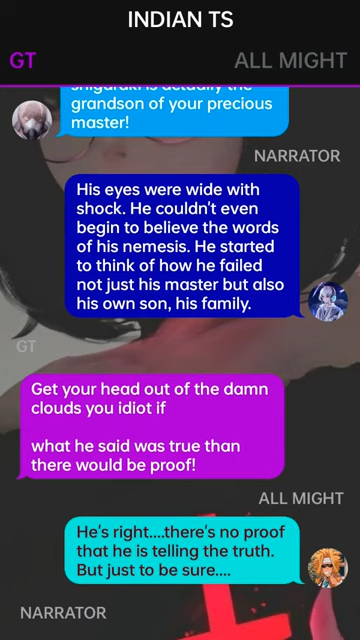 INDIAN TS
GT
ALL MIGHT
shigaraki is actually the
grandson of your precious
master!
NARRATOR
His eyes were wide with
shock. He couldn't even
begin to believe the words
of his nemesis. He started
to think of how he failed
not just his master but also
his own son, his family.
GT
Get your head out of the damn
clouds you idiot if
what he said was true than
there would be proof!
ALL MIGHT
He's right....there's no proof
that he is telling the truth.
But just to be sure....
NARRATOR